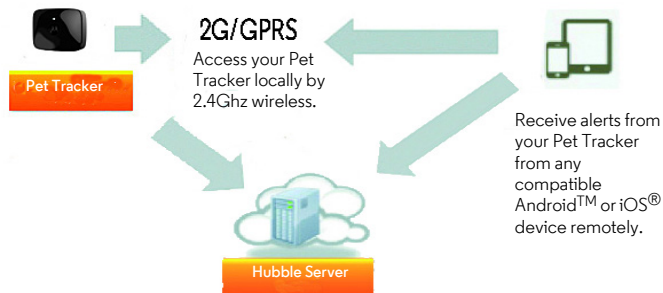 2G/GPRS
Access your Pet
Tracker locally by
2.4Ghz wireless.
Pet Tracker
Receive alerts from
your Pet Tracker
from any
compatible
Android™ or iOS®
device remotely.
Hubble Server